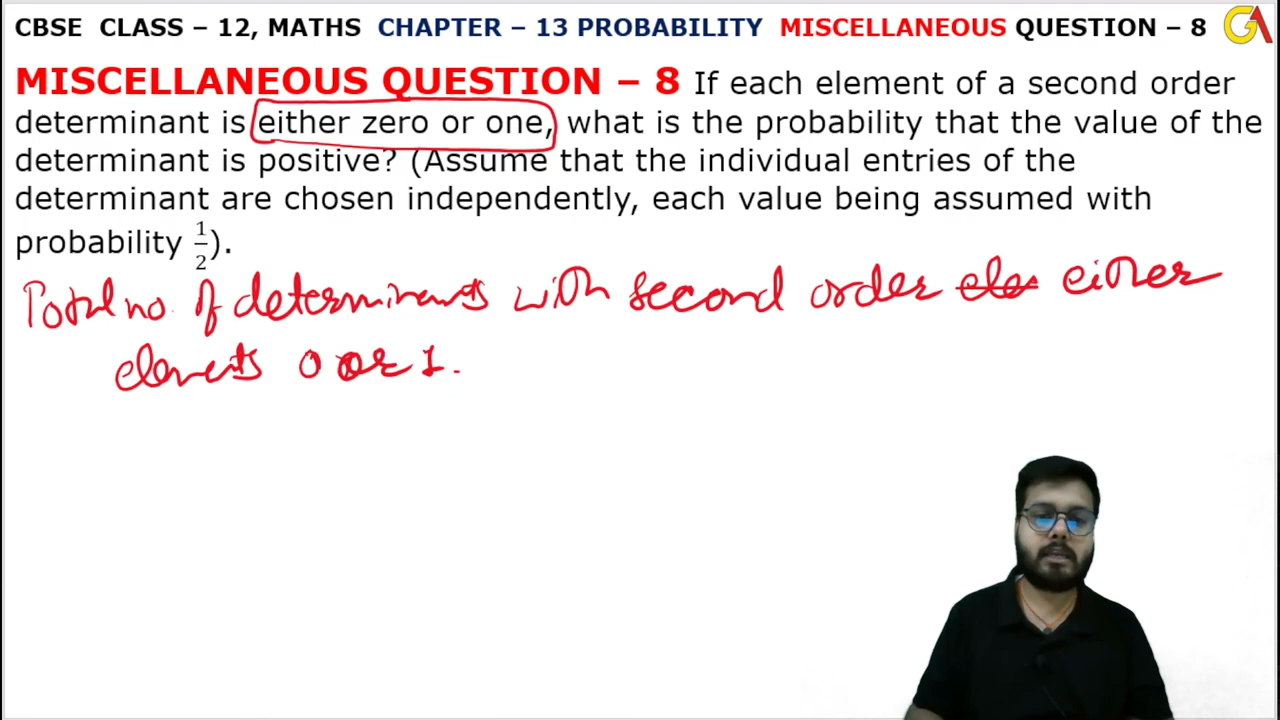 CBSE CLASS – 12, MATHS CHAPTER – 13 PROBABILITY MISCELLANEOUS QUESTION – 8 GA
MISCELLANEOUS QUESTION – 8 If each element of a second order
determinant is either zero or one, what is the probability that the value of the
determinant is positive? (Assume that the individual entries of the
determinant are chosen independently, each value being assumed with
probability 1/2).
Total no. of determinants with second order ele either
elements 0 or 1.